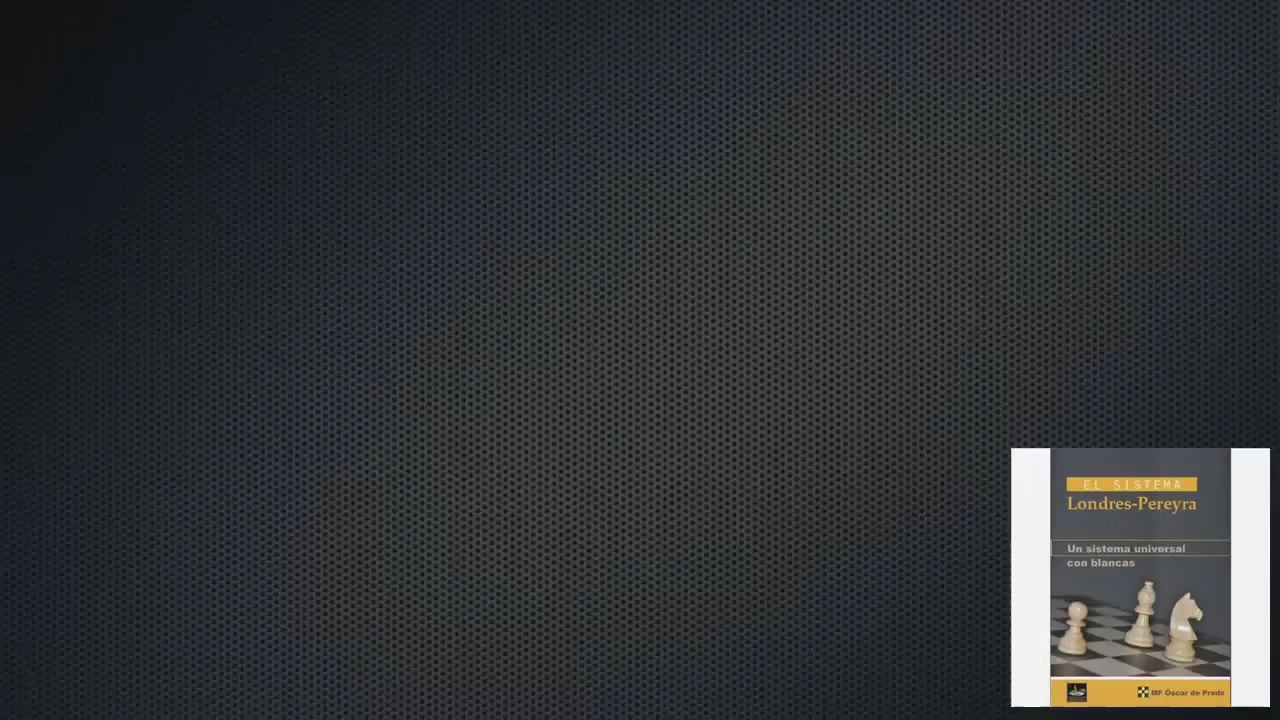 EL SISTEMA
Londres-Pereyra
Un sistema universal
con blancas
MF Óscar de Prado